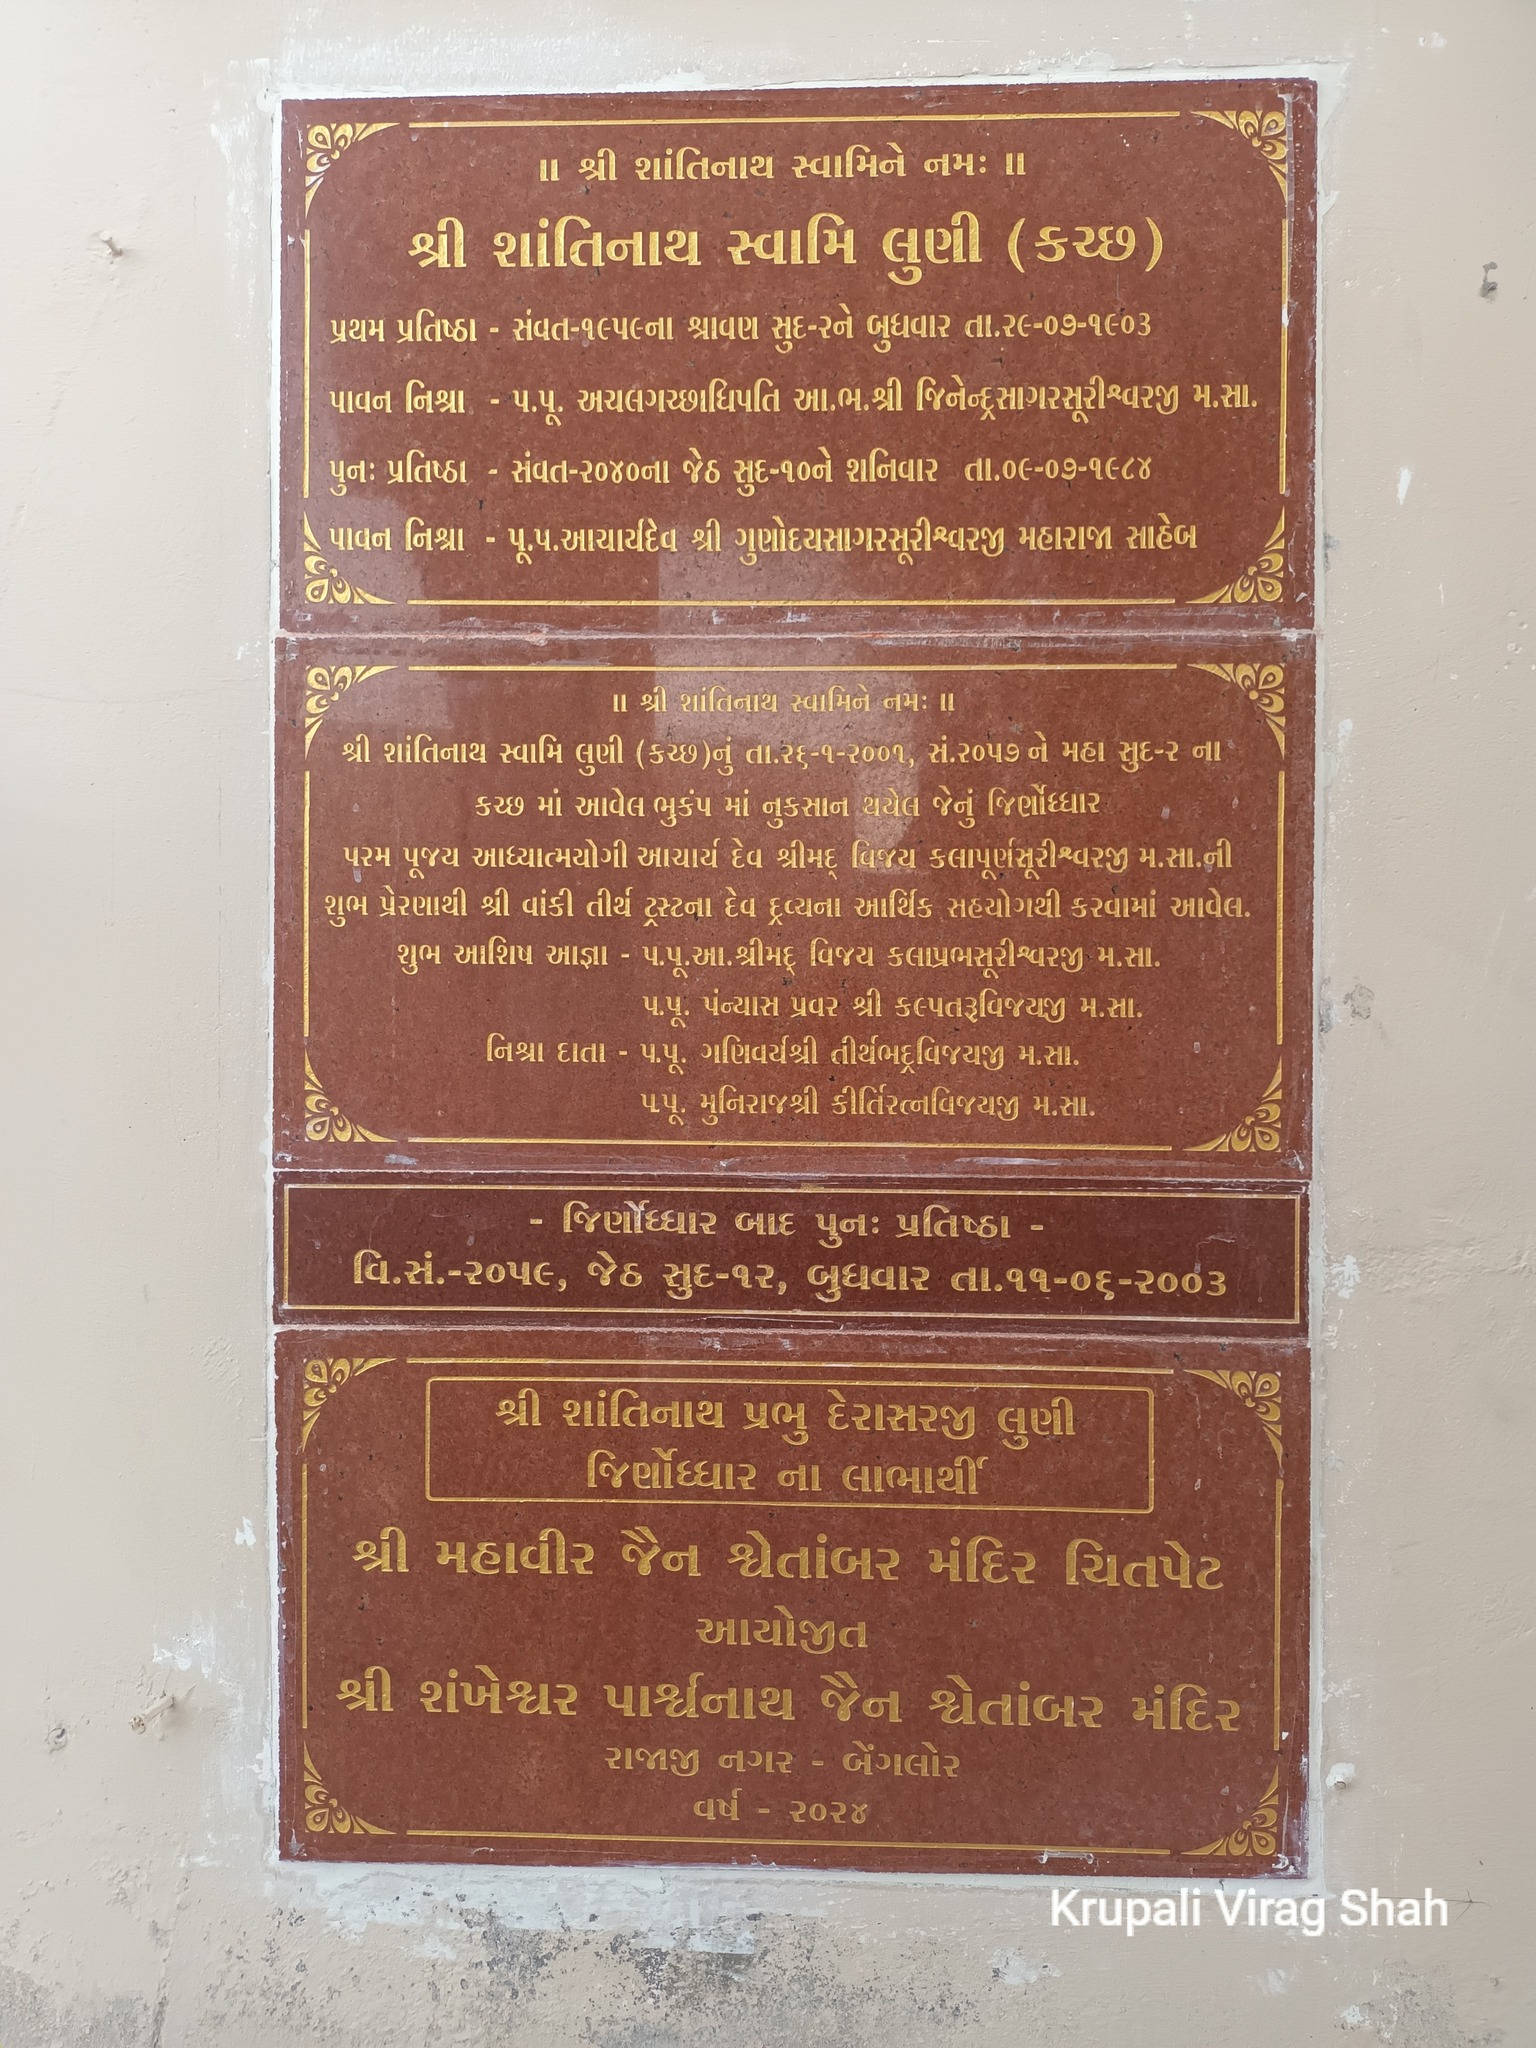 ॥ શ્રી શાંતિનાથ સ્વામિને નમઃ ॥
શ્રી શાંતિનાથ સ્વામિ લુણી (કચ્છ)
પ્રથમ પ્રતિષ્ઠા - સંવત-૧૯૫૯ના શ્રાવણ સુદ-૨ને બુધવાર તા.૨૯-૦૭-૧૯૦૩
પાવન નિશ્રા - પ.પૂ. અચલગચ્છાધિપતિ આ.ભ.શ્રી જિનેન્દ્રસાગરસૂરીશ્વરજી મ.સા.
પુનઃ પ્રતિષ્ઠા - સંવત-૨૦૪૦ના જેઠ સુદ-૧૦ને શનિવાર તા.૦૯-૦૭-૧૯૮૪
પાવન નિશ્રા - પૂ.પ.આચાર્યદેવ શ્રી ગુણોદયસાગરસૂરીશ્વરજી મહારાજા સાહેબ
॥ શ્રી શાંતિનાથ સ્વામિને નમઃ ॥
શ્રી શાંતિનાથ સ્વામિ લુણી (કચ્છ)નું તા.૨૬-૧-૨૦૦૧, સં.૨૦૫૭ ને મહા સુદ-૨ ના
કચ્છ માં આવેલ ભુકંપ માં નુકસાન થયેલ જેનું જિર્ણોધ્ધાર
પરમ પૂજય આધ્યાત્મયોગી આચાર્ય દેવ શ્રીમદ્ વિજય કલાપૂર્ણસૂરીશ્વરજી મ.સા.ની
શુભ પ્રેરણાથી શ્રી વાંકી તીર્થ ટ્રસ્ટના દેવ દ્રવ્યના આર્થિક સહયોગથી કરવામાં આવેલ.
શુભ આશિષ આજ્ઞા - પ.પૂ.આ.શ્રીમદ્ વિજય કલાપ્રભસૂરીશ્વરજી મ.સા.
પ.પૂ. પંન્યાસ પ્રવર શ્રી કલ્પતરૂવિજયજી મ.સા.
નિશ્રા દાતા - પ.પૂ. ગણિવર્યશ્રી તીર્થભદ્રવિજયજી મ.સા.
પ.પૂ. મુનિરાજશ્રી કીર્તિરત્નવિજયજી મ.સા.
- જિર્ણોધ્ધાર બાદ પુનઃ પ્રતિષ્ઠા -
વિ.સં.-૨૦૫૯, જેઠ સુદ-૧૨, બુધવાર તા.૧૧-૦૬-૨૦૦૩
શ્રી શાંતિનાથ પ્રભુ દેરાસરજી લુણી
જિર્ણોધ્ધાર ના લાભાર્થી
શ્રી મહાવીર જૈન શ્વેતાંબર મંદિર ચિતપેટ
આયોજીત
શ્રી શંખેશ્વર પાર્શ્વનાથ જૈન શ્વેતાંબર મંદિર
રાજાજી નગર - બેંગલોર
વર્ષ - ૨૦૨૪
Krupali Virag Shah